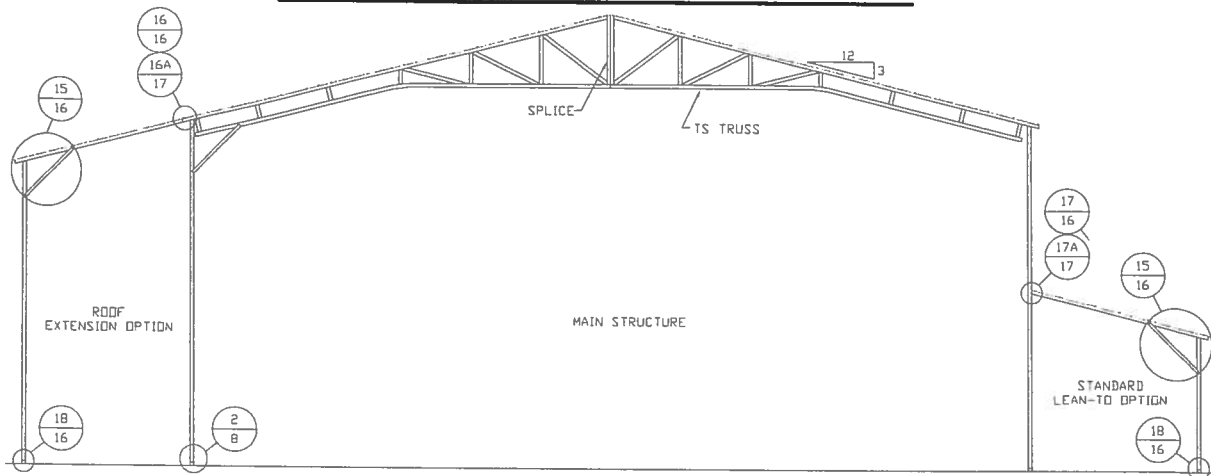 16
16
16A
17
12
3
15
16
SPLICE
TS TRUSS
17
16
17A
17
15
16
ROOF
EXTENSION OPTION
MAIN STRUCTURE
STANDARD
LEAN-TO OPTION
18
16
2
8
18
16